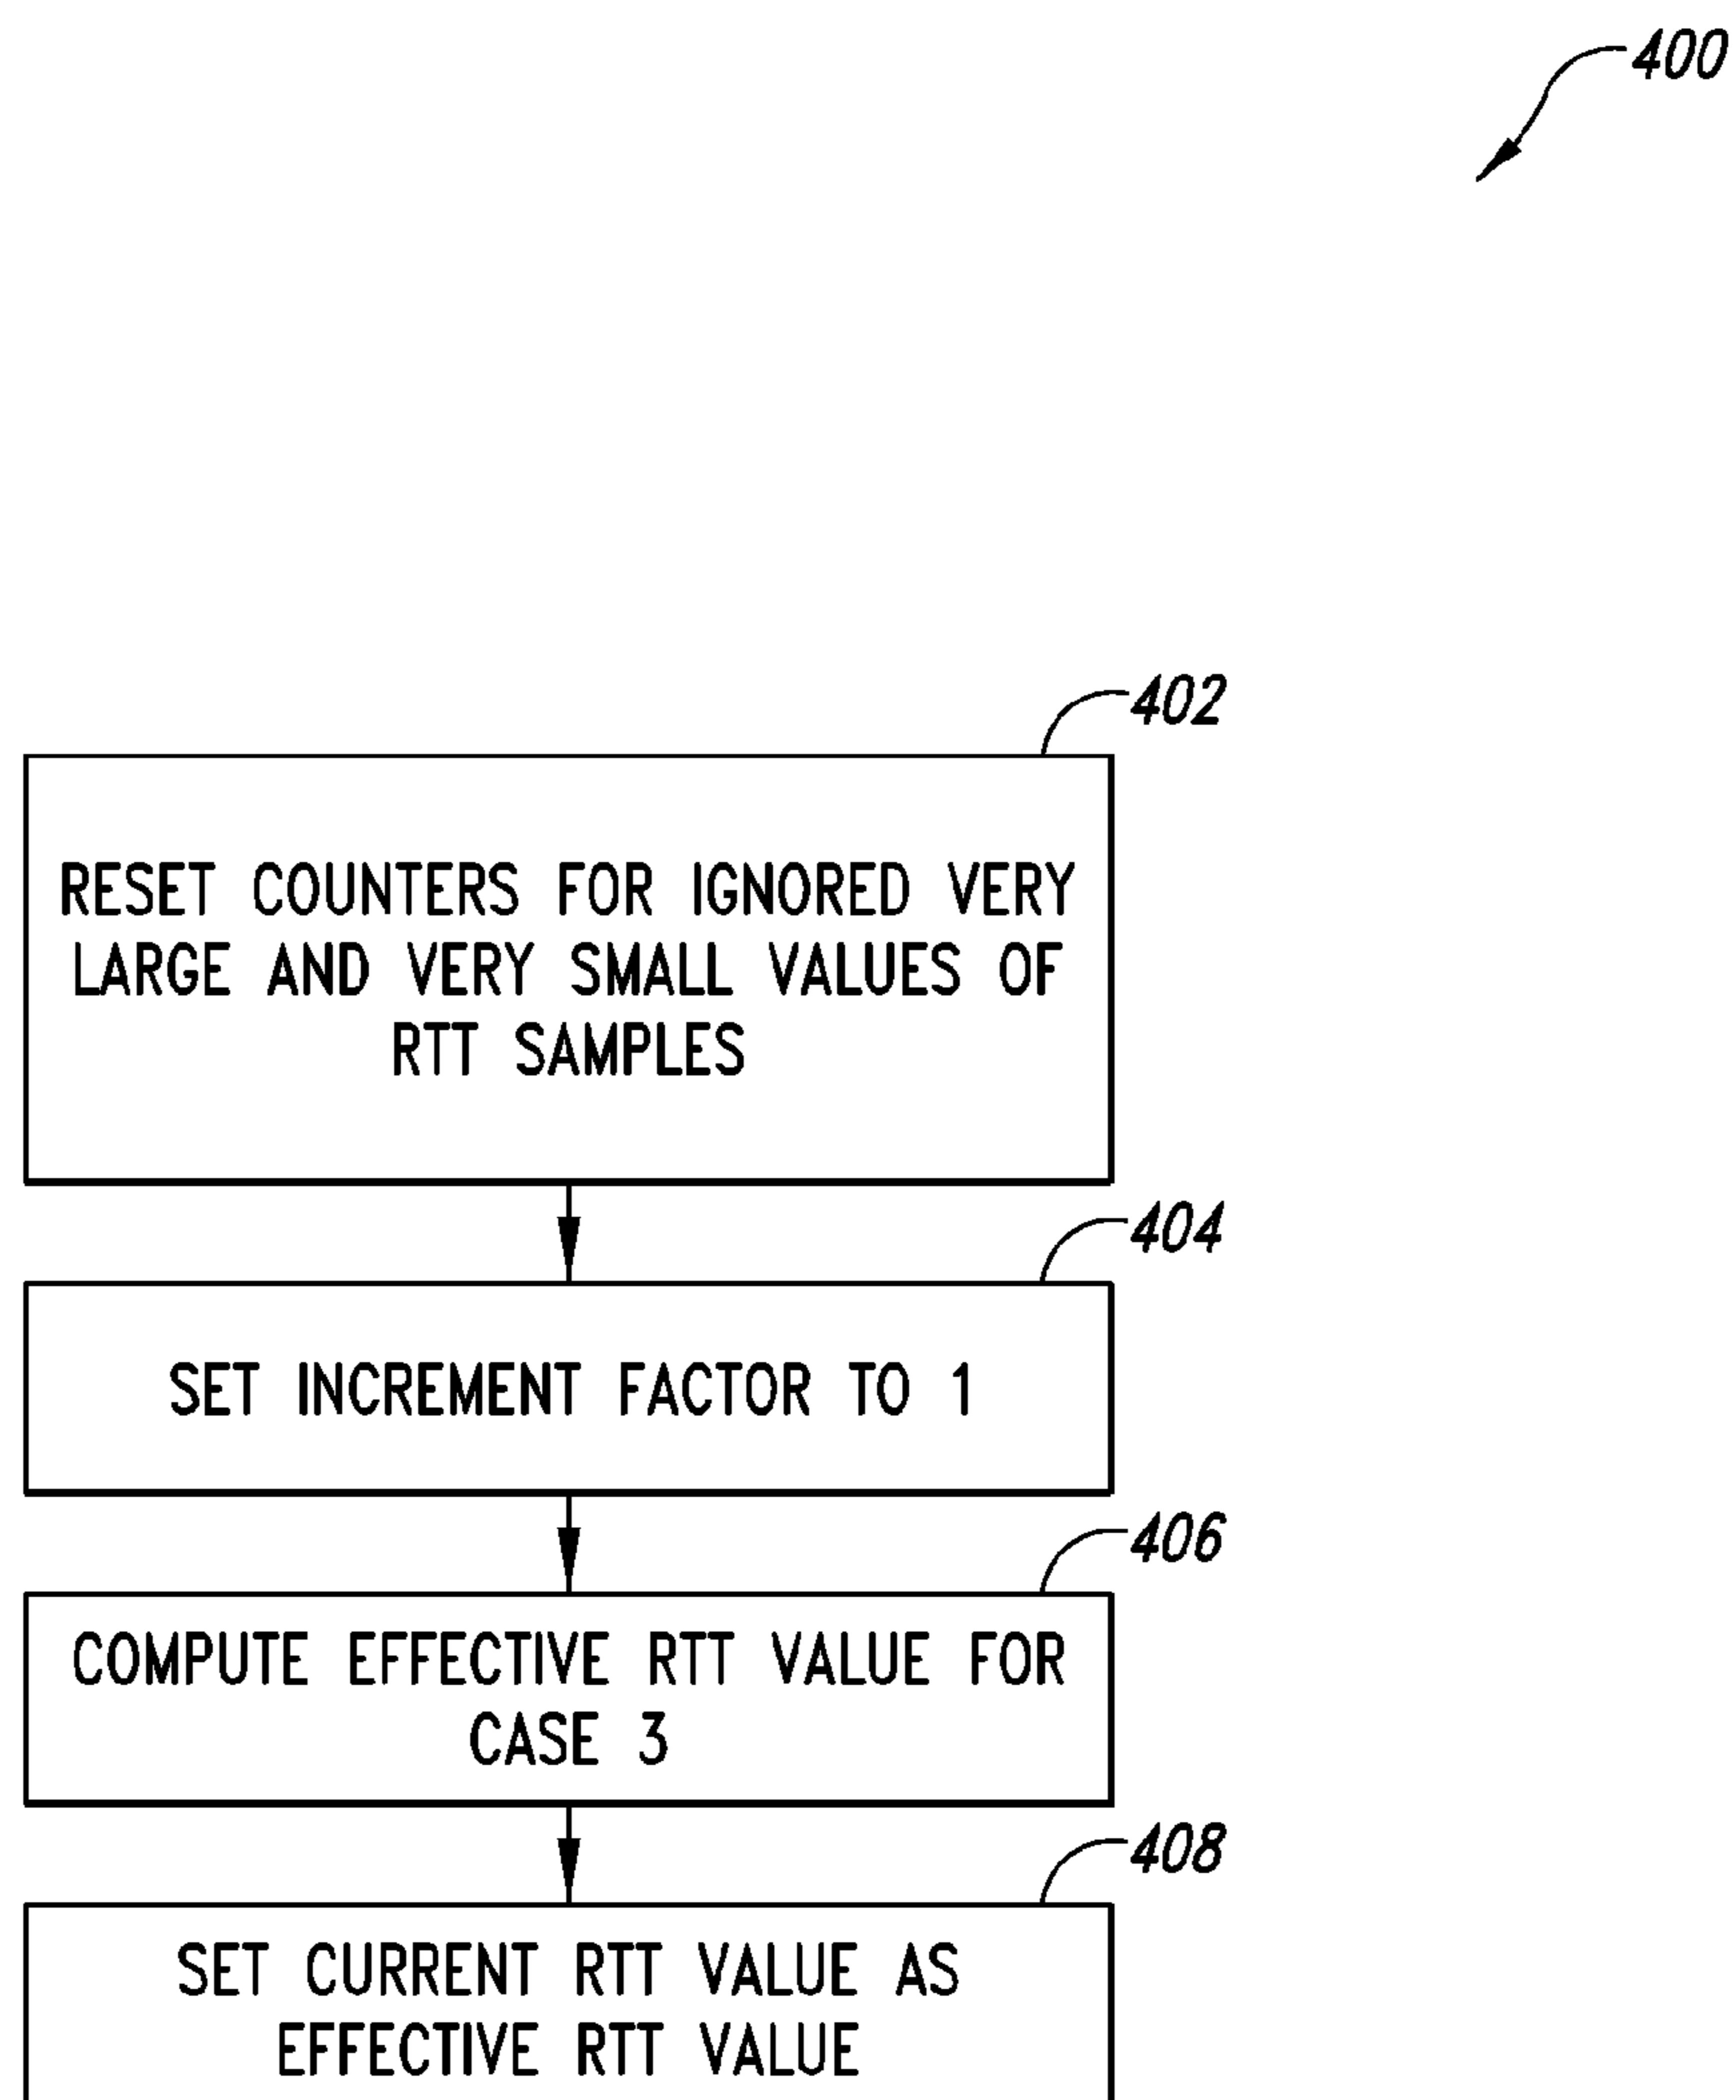 400
402
RESET COUNTERS FOR IGNORED VERY
LARGE AND VERY SMALL VALUES OF
RTT SAMPLES
404
SET INCREMENT FACTOR TO 1
406
COMPUTE EFFECTIVE RTT VALUE FOR
CASE 3
408
SET CURRENT RTT VALUE AS
EFFECTIVE RTT VALUE